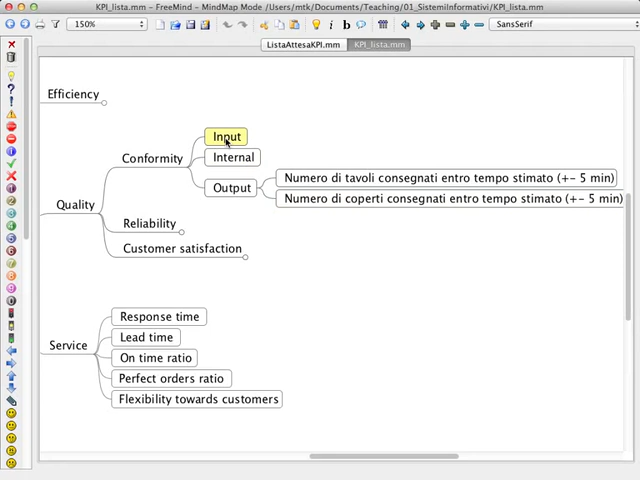 KPI_lista.mm - FreeMind - MindMap Mode /Users/mtk/Documents/Teaching/01_SistemiInformativi/KPI_lista.mm
150%
SansSerif
ListaAttesaKPI.mm
KPI_lista.mm
Efficiency
Input
Conformity
Internal
Numero di tavoli consegnati entro tempo stimato (+- 5 min)
Output
Numero di coperti consegnati entro tempo stimato (+- 5 min)
Quality
Reliability
Customer satisfaction
Response time
Lead time
Service
On time ratio
Perfect orders ratio
Flexibility towards customers